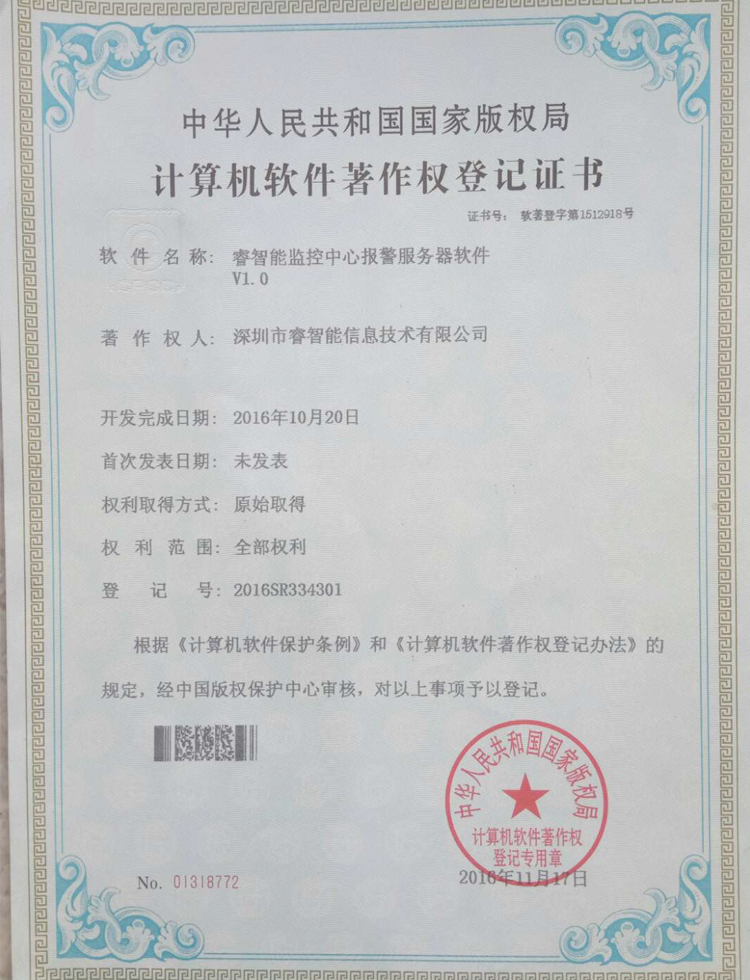 中华人民共和国国家版权局
计算机软件著作权登记证书
证书号： 软著登字第1512918号
软件名称： 睿智能监控中心报警服务器软件
V1.0
著作权人： 深圳市睿智能信息技术有限公司
开发完成日期： 2016年10月20日
首次发表日期： 未发表
权利取得方式： 原始取得
权利范围： 全部权利
登记号： 2016SR334301
根据《计算机软件保护条例》和《计算机软件著作权登记办法》的
规定，经中国版权保护中心审核，对以上事项予以登记。
中华人民共和国国家版权局
计算机软件著作权
登记专用章
No. 01318772
2016年11月17日